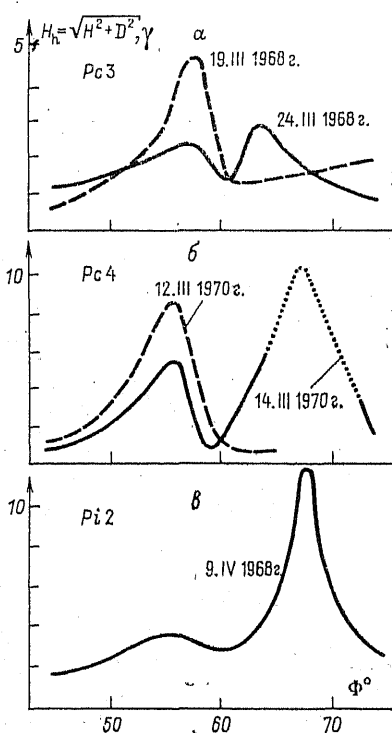 5 H_h = √H² + D², γ а
Pc 3
19. III 1968 г.
24. III 1968 г.
б
10 Pc 4
12. III 1970 г.
14. III 1970 г.
в
10 Pi 2
9. IV 1968 г.
Φ°
50 60 70